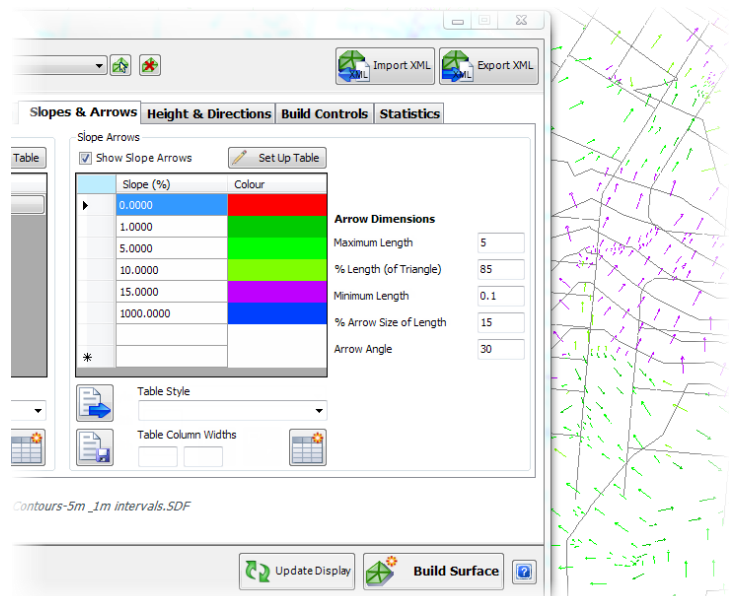 Import XML
Export XML
Slopes & Arrows
Height & Directions
Build Controls
Statistics
Slope Arrows
Table
Show Slope Arrows
Set Up Table
Slope (%)
Colour
0.0000
1.0000
5.0000
10.0000
15.0000
1000.0000
Arrow Dimensions
Maximum Length
5
% Length (of Triangle)
85
Minimum Length
0.1
% Arrow Size of Length
15
Arrow Angle
30
Table Style
Table Column Widths
Contours-5m _1m intervals.SDF
Update Display
Build Surface